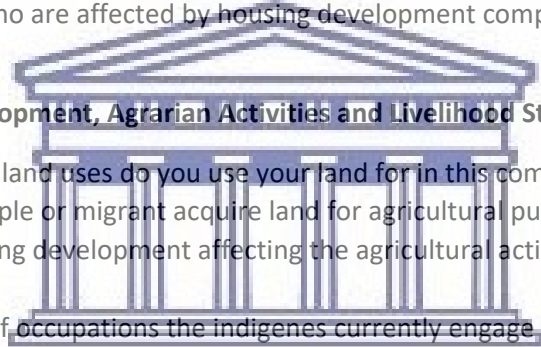 ho are affected by housing development comp
opment, Agrarian Activities and Livelihood St
land uses do you use your land for in this com
ple or migrant acquire land for agricultural pu
ng development affecting the agricultural acti
f occupations the indigenes currently engage